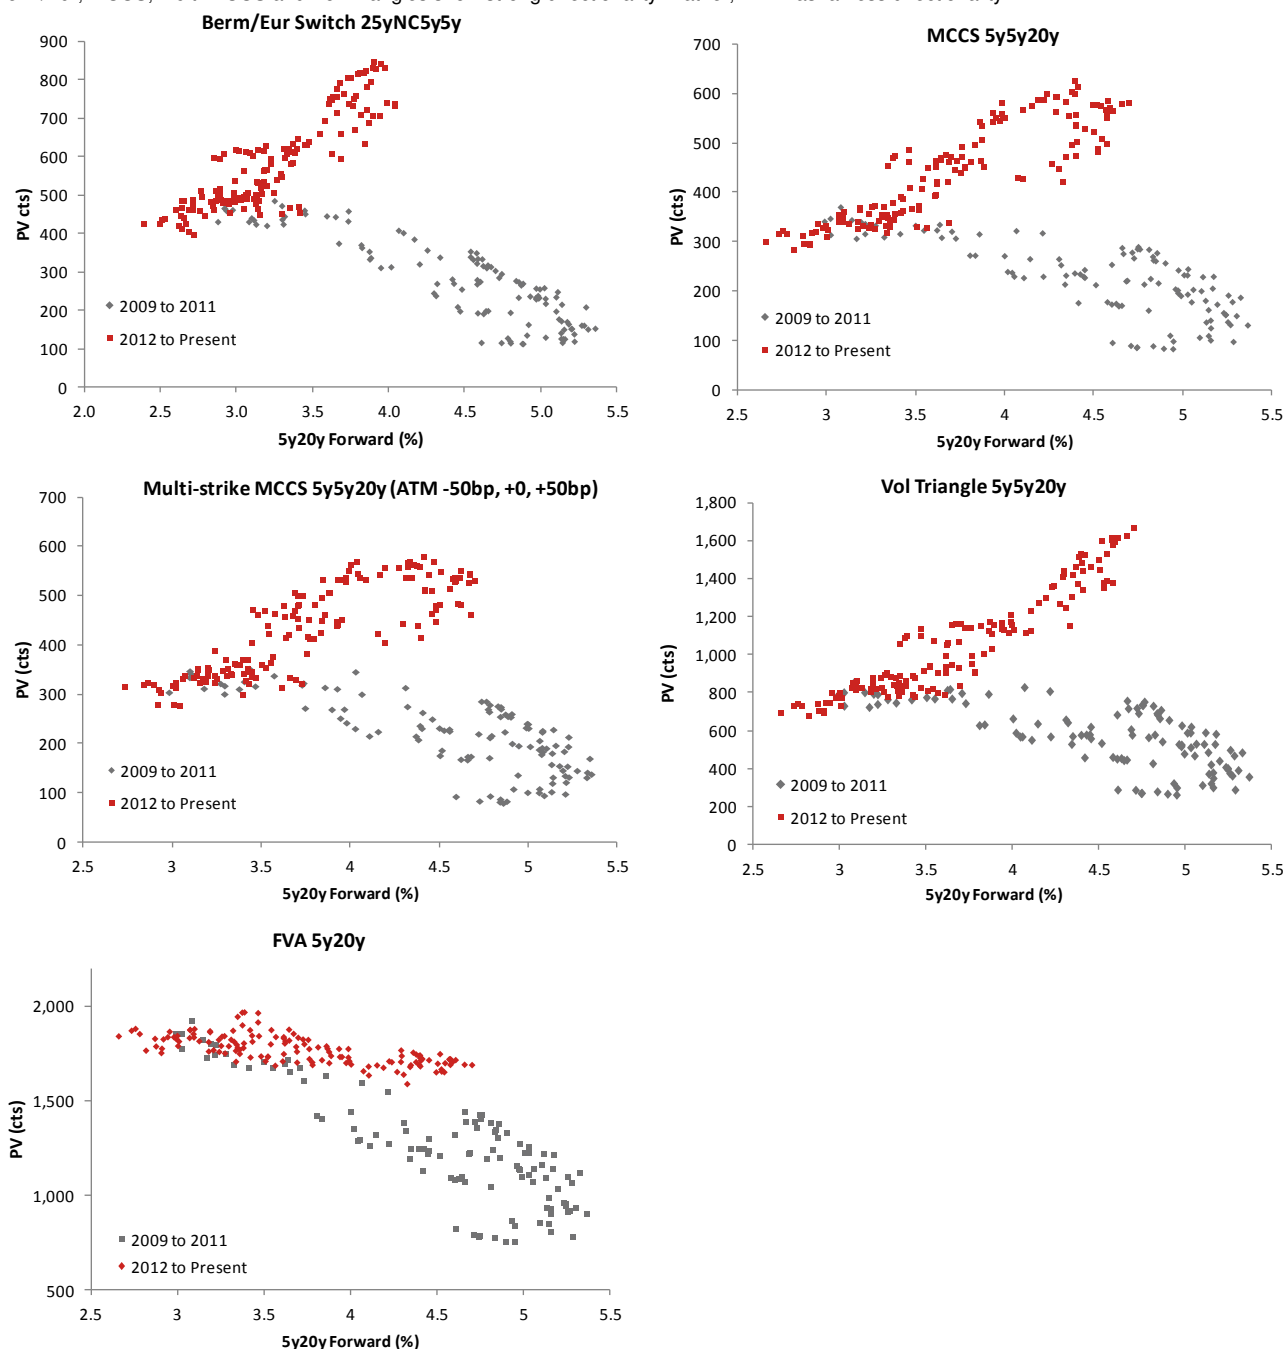 Berm/Eur Switch 25yNC5y5y
900
800
700
600
500
400
300
200
100
0
PV cts)
2009 to 2011
2012 to Present
2.0 2.5 3.0 3.5 4.0 4.5 5.0 5.5
5y20y Forward (%)
MCCS 5y5y20y
700
600
500
400
300
200
100
0
PV (cts)
2009 to 2011
2012 to Present
2.5 3 3.5 4 4.5 5 5.5
5y20y Forward (%)
Multi-strike MCCS 5y5y20y (ATM -50bp, +0, +50bp)
700
600
500
400
300
200
100
0
PV (cts)
2009 to 2011
2012 to Present
2.5 3 3.5 4 4.5 5 5.5
5y20y Forward (%)
Vol Triangle 5y5y20y
1,800
1,600
1,400
1,200
1,000
800
600
400
200
0
PV (cts)
2009 to 2011
2012 to Present
2.5 3 3.5 4 4.5 5 5.5
5y20y Forward (%)
FVA 5y20y
2,000
1,500
1,000
500
PV (cts)
2009 to 2011
2012 to Present
2.5 3 3.5 4 4.5 5 5.5
5y20y Forward (%)